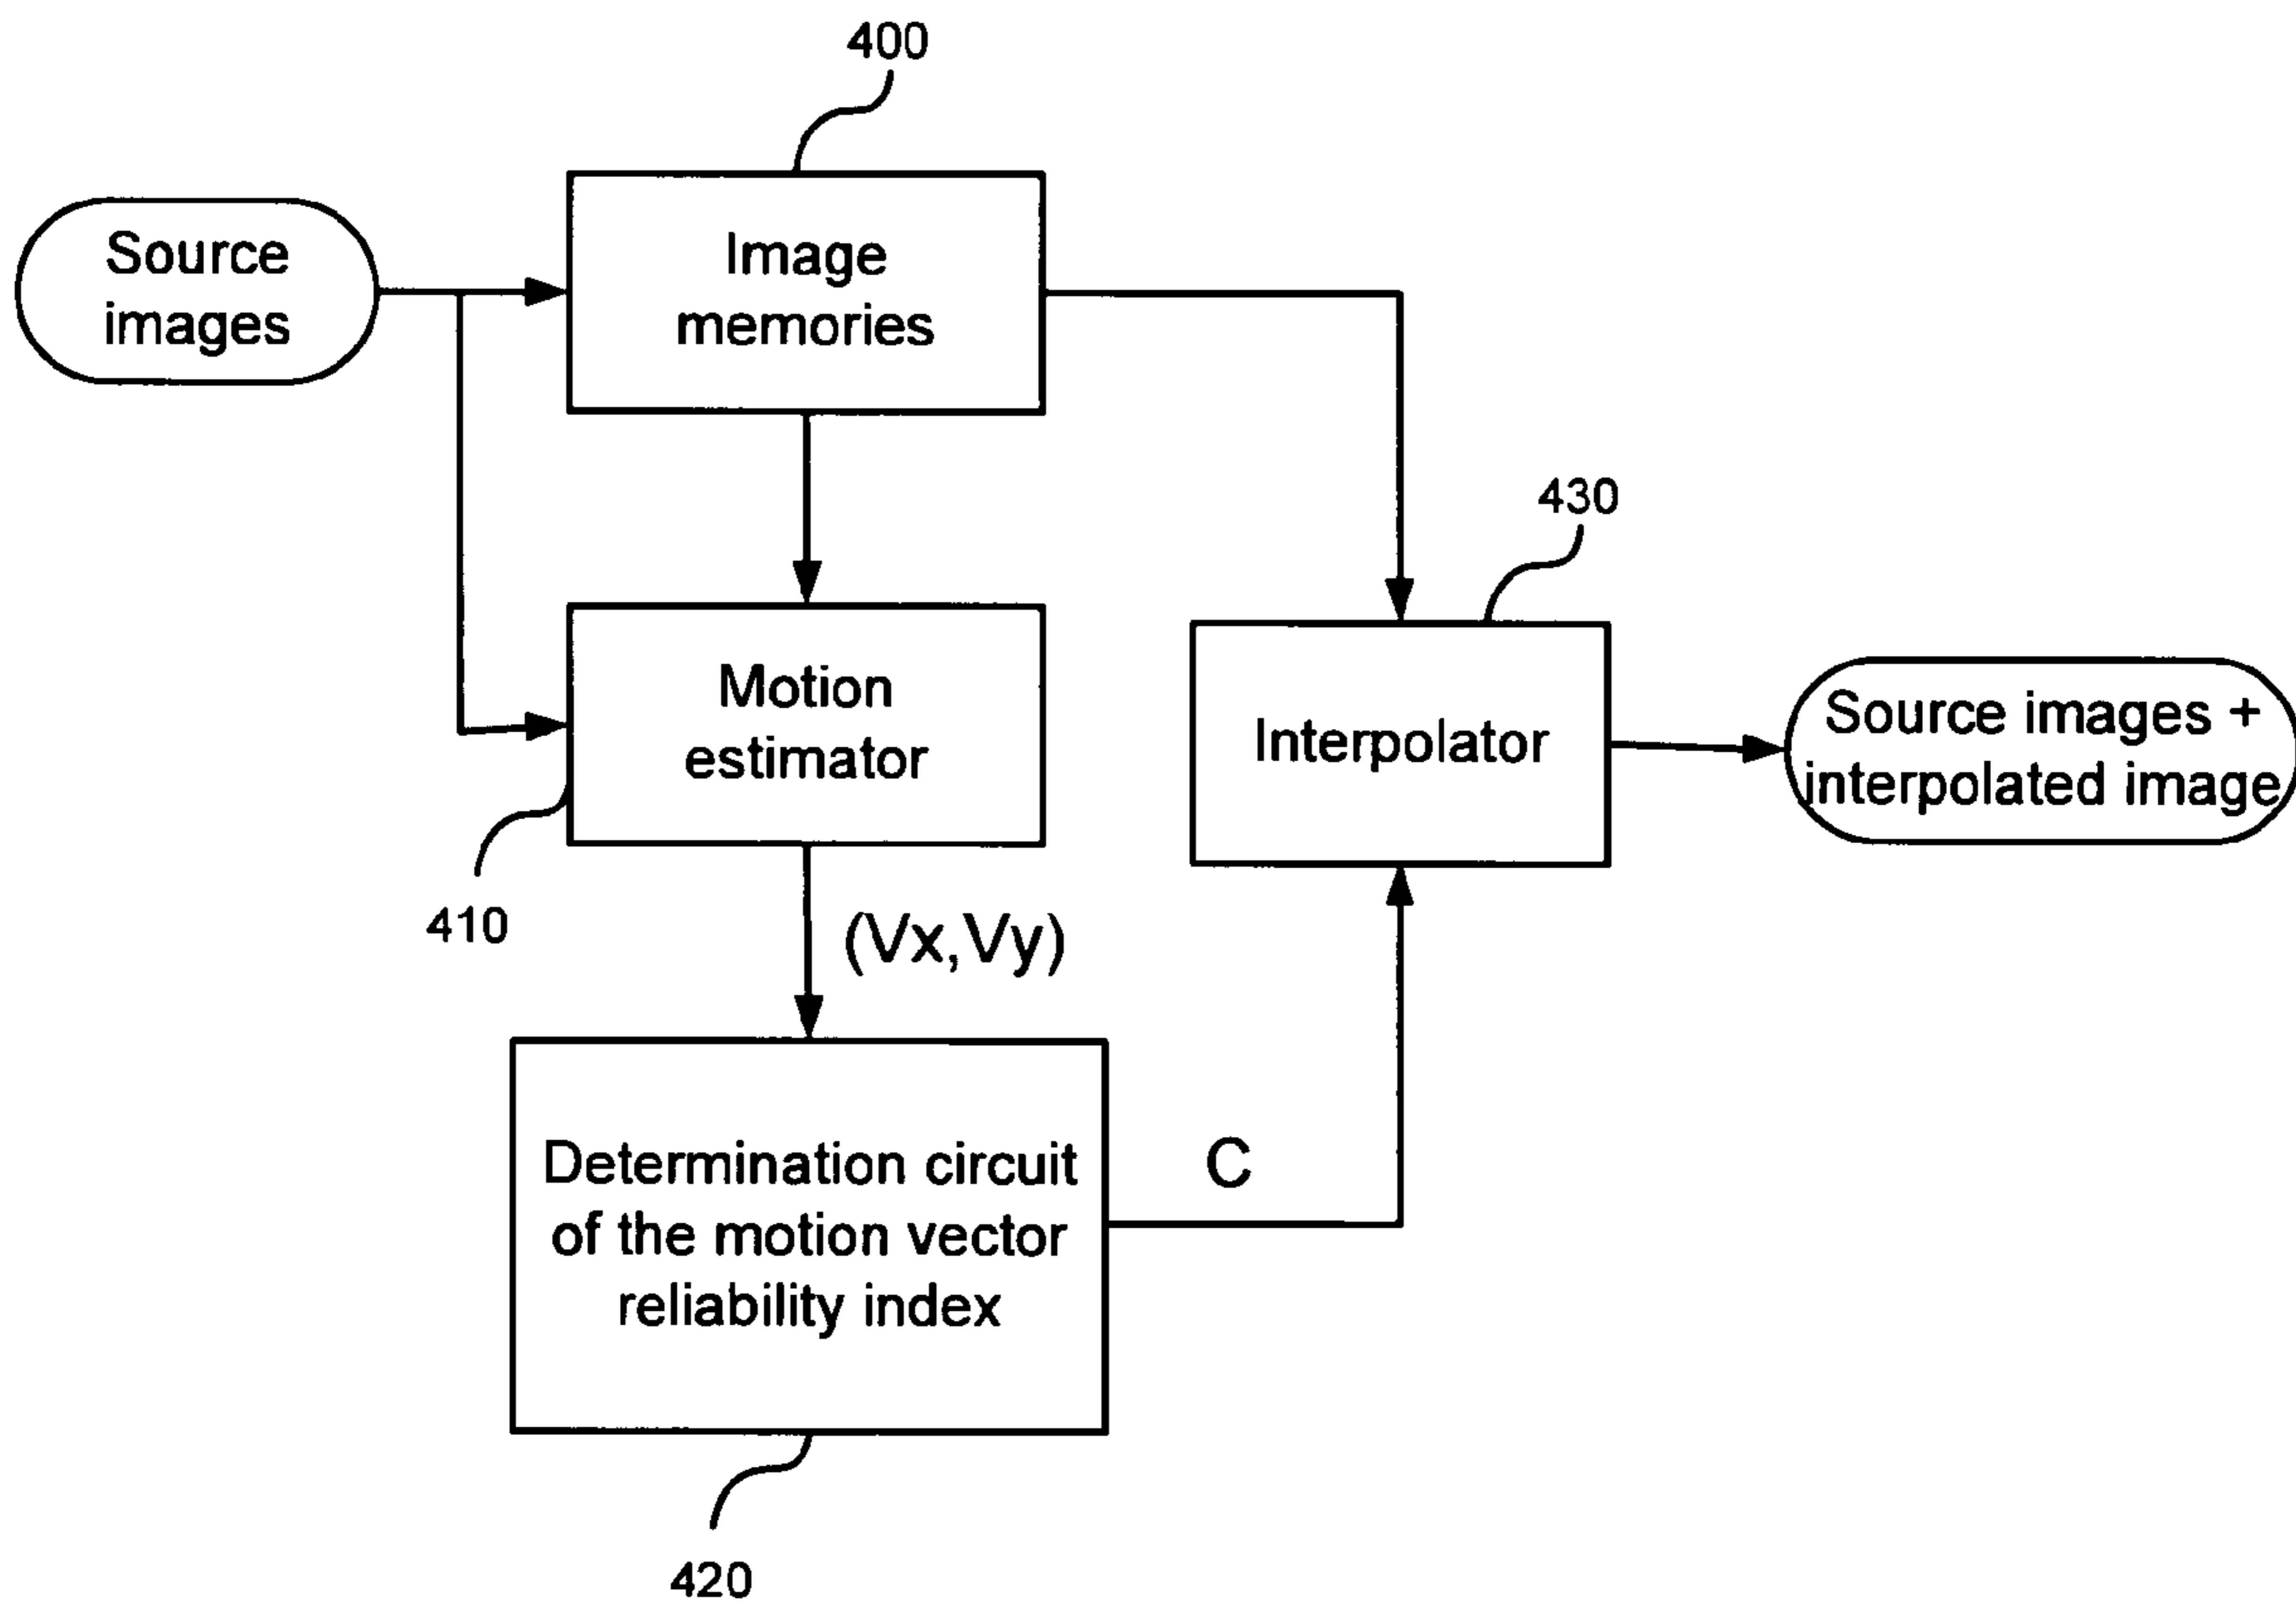 400
Source
images
Image
memories
430
Motion
estimator
Interpolator
Source images +
interpolated image
410
(Vx,Vy)
Determination circuit
of the motion vector
reliability index
C
420